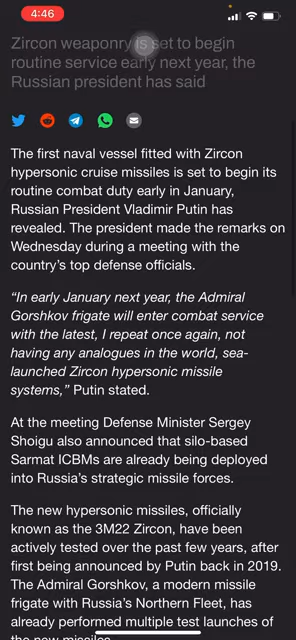 4:46
Zircon weaponry is set to begin
routine service early next year, the
Russian president has said
The first naval vessel fitted with Zircon
hypersonic cruise missiles is set to begin its
routine combat duty early in January,
Russian President Vladimir Putin has
revealed. The president made the remarks on
Wednesday during a meeting with the
country’s top defense officials.
“In early January next year, the Admiral
Gorshkov frigate will enter combat service
with the latest, I repeat once again, not
having any analogues in the world, sea-
launched Zircon hypersonic missile
systems,” Putin stated.
At the meeting Defense Minister Sergey
Shoigu also announced that silo-based
Sarmat ICBMs are already being deployed
into Russia’s strategic missile forces.
The new hypersonic missiles, officially
known as the 3M22 Zircon, have been
actively tested over the past few years, after
first being announced by Putin back in 2019.
The Admiral Gorshkov, a modern missile
frigate with Russia’s Northern Fleet, has
already performed multiple test launches of
the new missiles